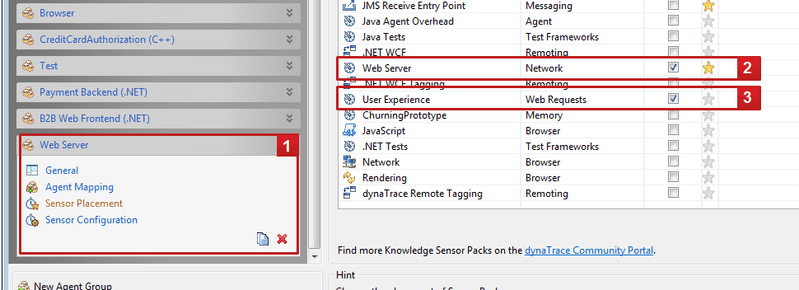 Browser
CreditCardAuthorization (C++)
Test
Payment Backend (.NET)
B2B Web Frontend (.NET)
Web Server 1
General
Agent Mapping
Sensor Placement
Sensor Configuration
New Agent Group
JMS Receive Entry Point Messaging
Java Agent Overhead Agent
Java Tests Test Frameworks
.NET WCF Remoting
Web Server Network 2
.NET WCF Tagging Remoting
User Experience Web Requests 3
ChurningPrototype Memory
JavaScript Browser
.NET Tests Test Frameworks
Network Browser
Rendering Browser
dynaTrace Remote Tagging Remoting
Find more Knowledge Sensor Packs on the dynaTrace Community Portal.
Hint